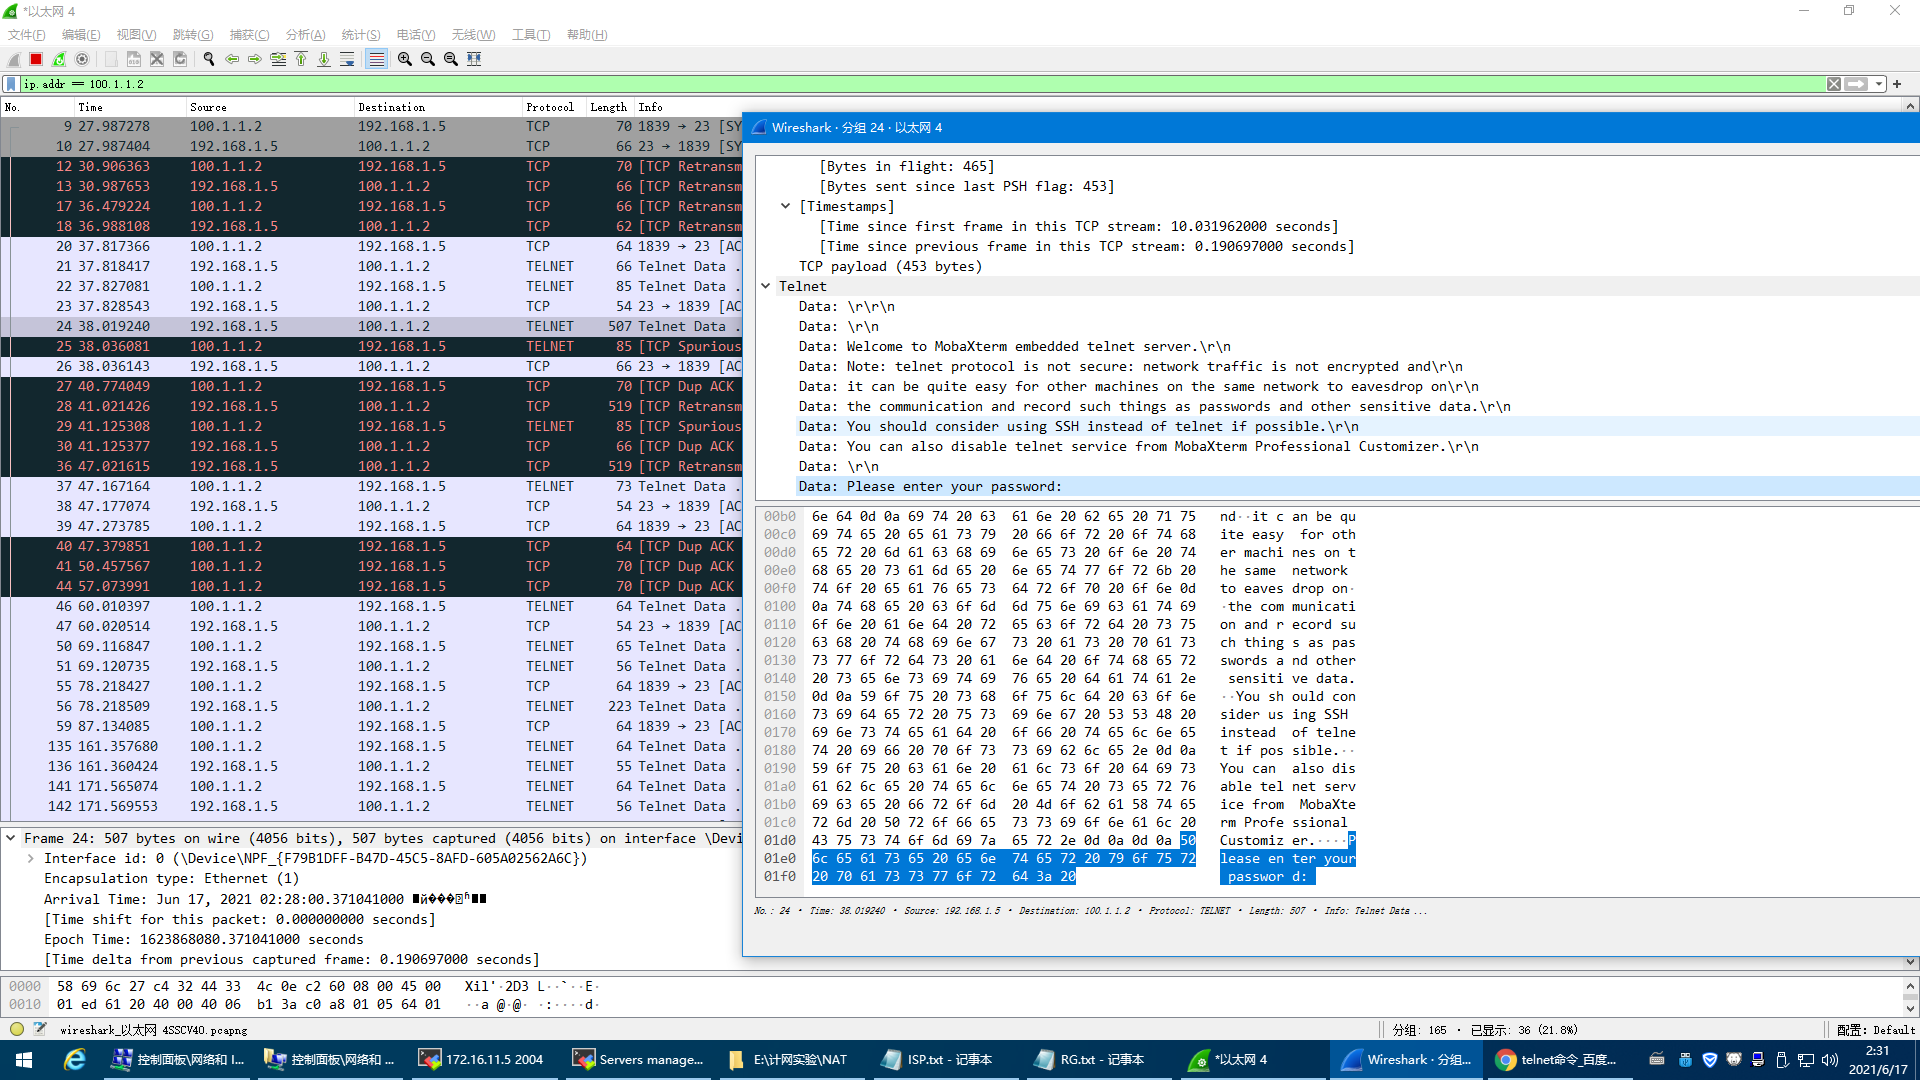 *以太网 4
文件(F) 编辑(E) 视图(V) 跳转(G) 捕获(C) 分析(A) 统计(S) 电话(Y) 无线(W) 工具(T) 帮助(H)
ip.addr == 100.1.1.2
No. Time Source Destination Protocol Length Info
9 27.987278 100.1.1.2 192.168.1.5 TCP 70 1839 → 23 [SY
10 27.987404 192.168.1.5 100.1.1.2 TCP 66 23 → 1839 [SY
12 30.906363 100.1.1.2 192.168.1.5 TCP 70 [TCP Retransm
13 30.987653 192.168.1.5 100.1.1.2 TCP 66 [TCP Retransm
17 36.479224 192.168.1.5 100.1.1.2 TCP 66 [TCP Retransm
18 36.988108 100.1.1.2 192.168.1.5 TCP 62 [TCP Retransm
20 37.817366 100.1.1.2 192.168.1.5 TCP 64 1839 → 23 [AC
21 37.818417 192.168.1.5 100.1.1.2 TELNET 66 Telnet Data .
22 37.827081 100.1.1.2 192.168.1.5 TELNET 85 Telnet Data .
23 37.828543 192.168.1.5 100.1.1.2 TCP 54 23 → 1839 [AC
24 38.019240 192.168.1.5 100.1.1.2 TELNET 507 Telnet Data .
25 38.036081 100.1.1.2 192.168.1.5 TELNET 85 [TCP Spurious
26 38.036143 192.168.1.5 100.1.1.2 TCP 66 23 → 1839 [AC
27 40.774049 100.1.1.2 192.168.1.5 TCP 70 [TCP Dup ACK
28 41.021426 192.168.1.5 100.1.1.2 TCP 519 [TCP Retransm
29 41.125308 100.1.1.2 192.168.1.5 TELNET 85 [TCP Spurious
30 41.125377 192.168.1.5 100.1.1.2 TCP 66 [TCP Dup ACK
36 47.021615 192.168.1.5 100.1.1.2 TCP 519 [TCP Retransm
37 47.167164 100.1.1.2 192.168.1.5 TELNET 73 Telnet Data .
38 47.177074 192.168.1.5 100.1.1.2 TCP 54 23 → 1839 [AC
39 47.273785 100.1.1.2 192.168.1.5 TCP 64 1839 → 23 [AC
40 47.379851 100.1.1.2 192.168.1.5 TCP 64 [TCP Dup ACK
41 50.457567 100.1.1.2 192.168.1.5 TCP 70 [TCP Dup ACK
44 57.073991 100.1.1.2 192.168.1.5 TCP 70 [TCP Dup ACK
46 60.010397 100.1.1.2 192.168.1.5 TELNET 64 Telnet Data .
47 60.020514 192.168.1.5 100.1.1.2 TCP 54 23 → 1839 [AC
50 69.116847 100.1.1.2 192.168.1.5 TELNET 65 Telnet Data .
51 69.120735 192.168.1.5 100.1.1.2 TELNET 56 Telnet Data .
55 78.218427 100.1.1.2 192.168.1.5 TCP 64 1839 → 23 [AC
56 78.218509 192.168.1.5 100.1.1.2 TELNET 223 Telnet Data .
59 87.134085 100.1.1.2 192.168.1.5 TCP 64 1839 → 23 [AC
135 161.357680 100.1.1.2 192.168.1.5 TELNET 64 Telnet Data .
136 161.360424 192.168.1.5 100.1.1.2 TELNET 55 Telnet Data .
141 171.565074 100.1.1.2 192.168.1.5 TELNET 64 Telnet Data .
142 171.569553 192.168.1.5 100.1.1.2 TELNET 56 Telnet Data .
Frame 24: 507 bytes on wire (4056 bits), 507 bytes captured (4056 bits) on interface \Devi
Interface id: 0 (\Device\NPF_{F79B1DFF-B47D-45C5-8AFD-605A02562A6C})
Encapsulation type: Ethernet (1)
Arrival Time: Jun 17, 2021 02:28:00.371041000
[Time shift for this packet: 0.000000000 seconds]
Epoch Time: 1623868080.371041000 seconds
[Time delta from previous captured frame: 0.190697000 seconds]
0000 58 69 6c 27 c4 32 44 33 4c 0e c2 60 08 00 45 00 Xil'·2D3 L··`··E·
0010 01 ed 61 20 40 00 40 06 b1 3a c0 a8 01 05 64 01 ··a @·@· ·:····d·
wireshark_以太网 4SSCV40.pcapng
分组: 165 · 已显示: 36 (21.8%)
配置: Default
Wireshark · 分组 24 · 以太网 4
[Bytes in flight: 465]
[Bytes sent since last PSH flag: 453]
[Timestamps]
[Time since first frame in this TCP stream: 10.031962000 seconds]
[Time since previous frame in this TCP stream: 0.190697000 seconds]
TCP payload (453 bytes)
Telnet
Data: \r\r\n
Data: \r\n
Data: Welcome to MobaXterm embedded telnet server.\r\n
Data: Note: telnet protocol is not secure: network traffic is not encrypted and\r\n
Data: it can be quite easy for other machines on the same network to eavesdrop on\r\n
Data: the communication and record such things as passwords and other sensitive data.\r\n
Data: You should consider using SSH instead of telnet if possible.\r\n
Data: You can also disable telnet service from MobaXterm Professional Customizer.\r\n
Data: \r\n
Data: Please enter your password:
00b0 6e 64 0d 0a 69 74 20 63 61 6e 20 62 65 20 71 75 nd··it c an be qu
00c0 69 74 65 20 65 61 73 79 20 66 6f 72 20 6f 74 68 ite easy  for oth
00d0 65 72 20 6d 61 63 68 69 6e 65 73 20 6f 6e 20 74 er machi nes on t
00e0 68 65 20 73 61 6d 65 20 6e 65 74 77 6f 72 6b 20 he same  network
00f0 74 6f 20 65 61 76 65 73 64 72 6f 70 20 6f 6e 0d to eaves drop on·
0100 0a 74 68 65 20 63 6f 6d 6d 75 6e 69 63 61 74 69 ·the com municati
0110 6f 6e 20 61 6e 64 20 72 65 63 6f 72 64 20 73 75 on and r ecord su
0120 63 68 20 74 68 69 6e 67 73 20 61 73 20 70 61 73 ch thing s as pas
0130 73 77 6f 72 64 73 20 61 6e 64 20 6f 74 68 65 72 swords a nd other
0140 20 73 65 6e 73 69 74 69 76 65 20 64 61 74 61 2e  sensiti ve data.
0150 0d 0a 59 6f 75 20 73 68 6f 75 6c 64 20 63 6f 6e ··You sh ould con
0160 73 69 64 65 72 20 75 73 69 6e 67 20 53 53 48 20 sider us ing SSH
0170 69 6e 73 74 65 61 64 20 6f 66 20 74 65 6c 6e 65 instead  of telne
0180 74 20 69 66 20 70 6f 73 73 69 62 6c 65 2e 0d 0a t if pos sible.··
0190 59 6f 75 20 63 61 6e 20 61 6c 73 6f 20 64 69 73 You can  also dis
01a0 61 62 6c 65 20 74 65 6c 6e 65 74 20 73 65 72 76 able tel net serv
01b0 69 63 65 20 66 72 6f 6d 20 4d 6f 62 61 58 74 65 ice from  MobaXte
01c0 72 6d 20 50 72 6f 66 65 73 73 69 6f 6e 61 6c 20 rm Profe ssional
01d0 43 75 73 74 6f 6d 69 7a 65 72 2e 0d 0a 0d 0a 50 Customiz er.····P
01e0 6c 65 61 73 65 20 65 6e 74 65 72 20 79 6f 75 72 lease en ter your
01f0 20 70 61 73 73 77 6f 72 64 3a 20  passwor d:
No.: 24 · Time: 38.019240 · Source: 192.168.1.5 · Destination: 100.1.1.2 · Protocol: TELNET · Length: 507 · Info: Telnet Data ...
控制面板\网络和 I...
控制面板\网络和 ...
172.16.11.5 2004
Servers manage...
E:\计网实验\NAT
ISP.txt - 记事本
RG.txt - 记事本
*以太网 4
Wireshark · 分组...
telnet命令_百度...
2:31
2021/6/17